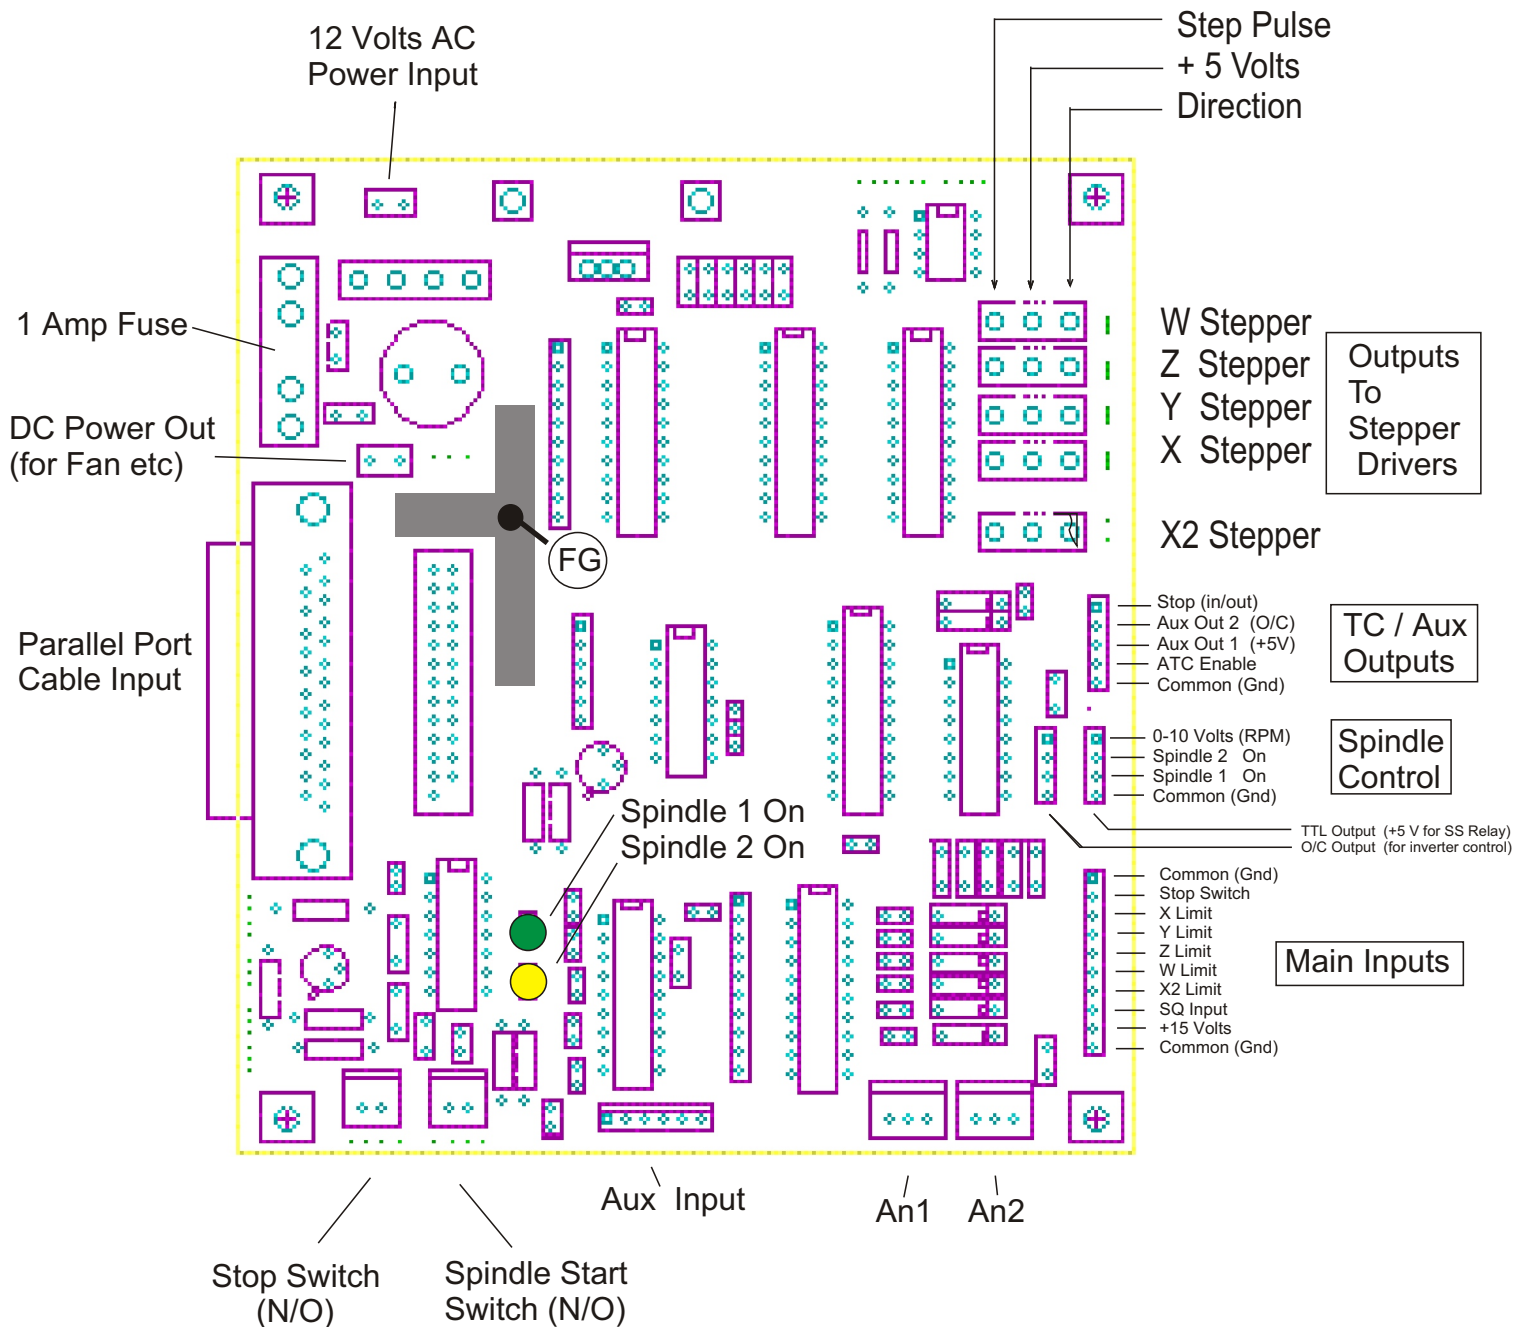 12 Volts AC
Power Input
Step Pulse
+ 5 Volts
Direction
1 Amp Fuse
DC Power Out
(for Fan etc)
Parallel Port
Cable Input
FG
W Stepper
Z Stepper
Y Stepper
X Stepper
X2 Stepper
Outputs
To
Stepper
Drivers
Stop (in/out)
Aux Out 2 (O/C)
Aux Out 1 (+5V)
ATC Enable
Common (Gnd)
TC / Aux
Outputs
0-10 Volts (RPM)
Spindle 2 On
Spindle 1 On
Common (Gnd)
Spindle
Control
TTL Output (+5 V for SS Relay)
O/C Output (for inverter control)
Spindle 1 On
Spindle 2 On
Common (Gnd)
Stop Switch
X Limit
Y Limit
Z Limit
W Limit
X2 Limit
SQ Input
+15 Volts
Common (Gnd)
Main Inputs
Aux Input
An1
An2
Stop Switch
(N/O)
Spindle Start
Switch (N/O)